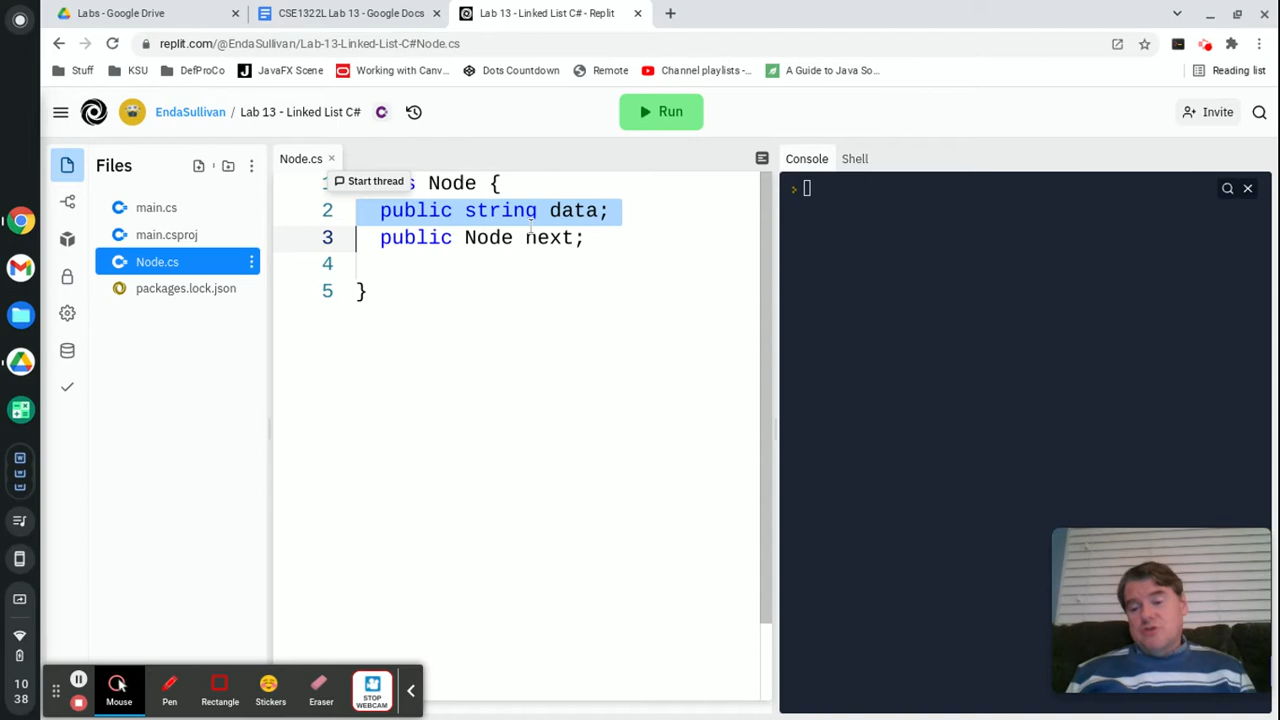 Labs - Google Drive
CSE1322L Lab 13 - Google Docs
Lab 13 - Linked List C# - Replit
replit.com/@EndaSullivan/Lab-13-Linked-List-C#Node.cs
Stuff
KSU
DefProCo
JavaFX Scene
Working with Canv...
Dots Countdown
Remote
Channel playlists -...
A Guide to Java So...
Reading list
EndaSullivan / Lab 13 - Linked List C#
Run
Invite
Files
Node.cs
Console
Shell
main.cs
main.csproj
Node.cs
packages.lock.json
Start thread
1 s Node {
2 public string data;
3 public Node next;
4
5 }
10
38
Mouse
Pen
Rectangle
Stickers
Eraser
STOP
WEBCAM